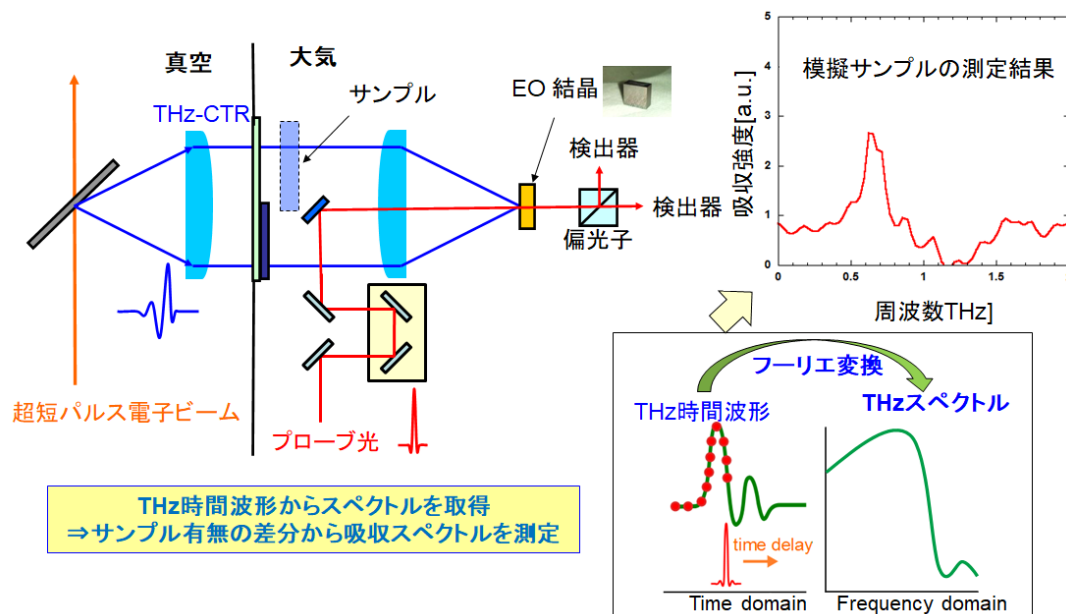 真空
大気
THz-CTR
サンプル
EO 結晶
検出器
検出器
偏光子
超短パルス電子ビーム
プローブ光
THz時間波形からスペクトルを取得
⇒サンプル有無の差分から吸収スペクトルを測定
模擬サンプルの測定結果
吸収強度[a.u.]
5
4
3
2
1
0
0
0.5
1
1.5
2
周波数THz]
フーリエ変換
THz時間波形
THzスペクトル
time delay
Time domain
Frequency domain